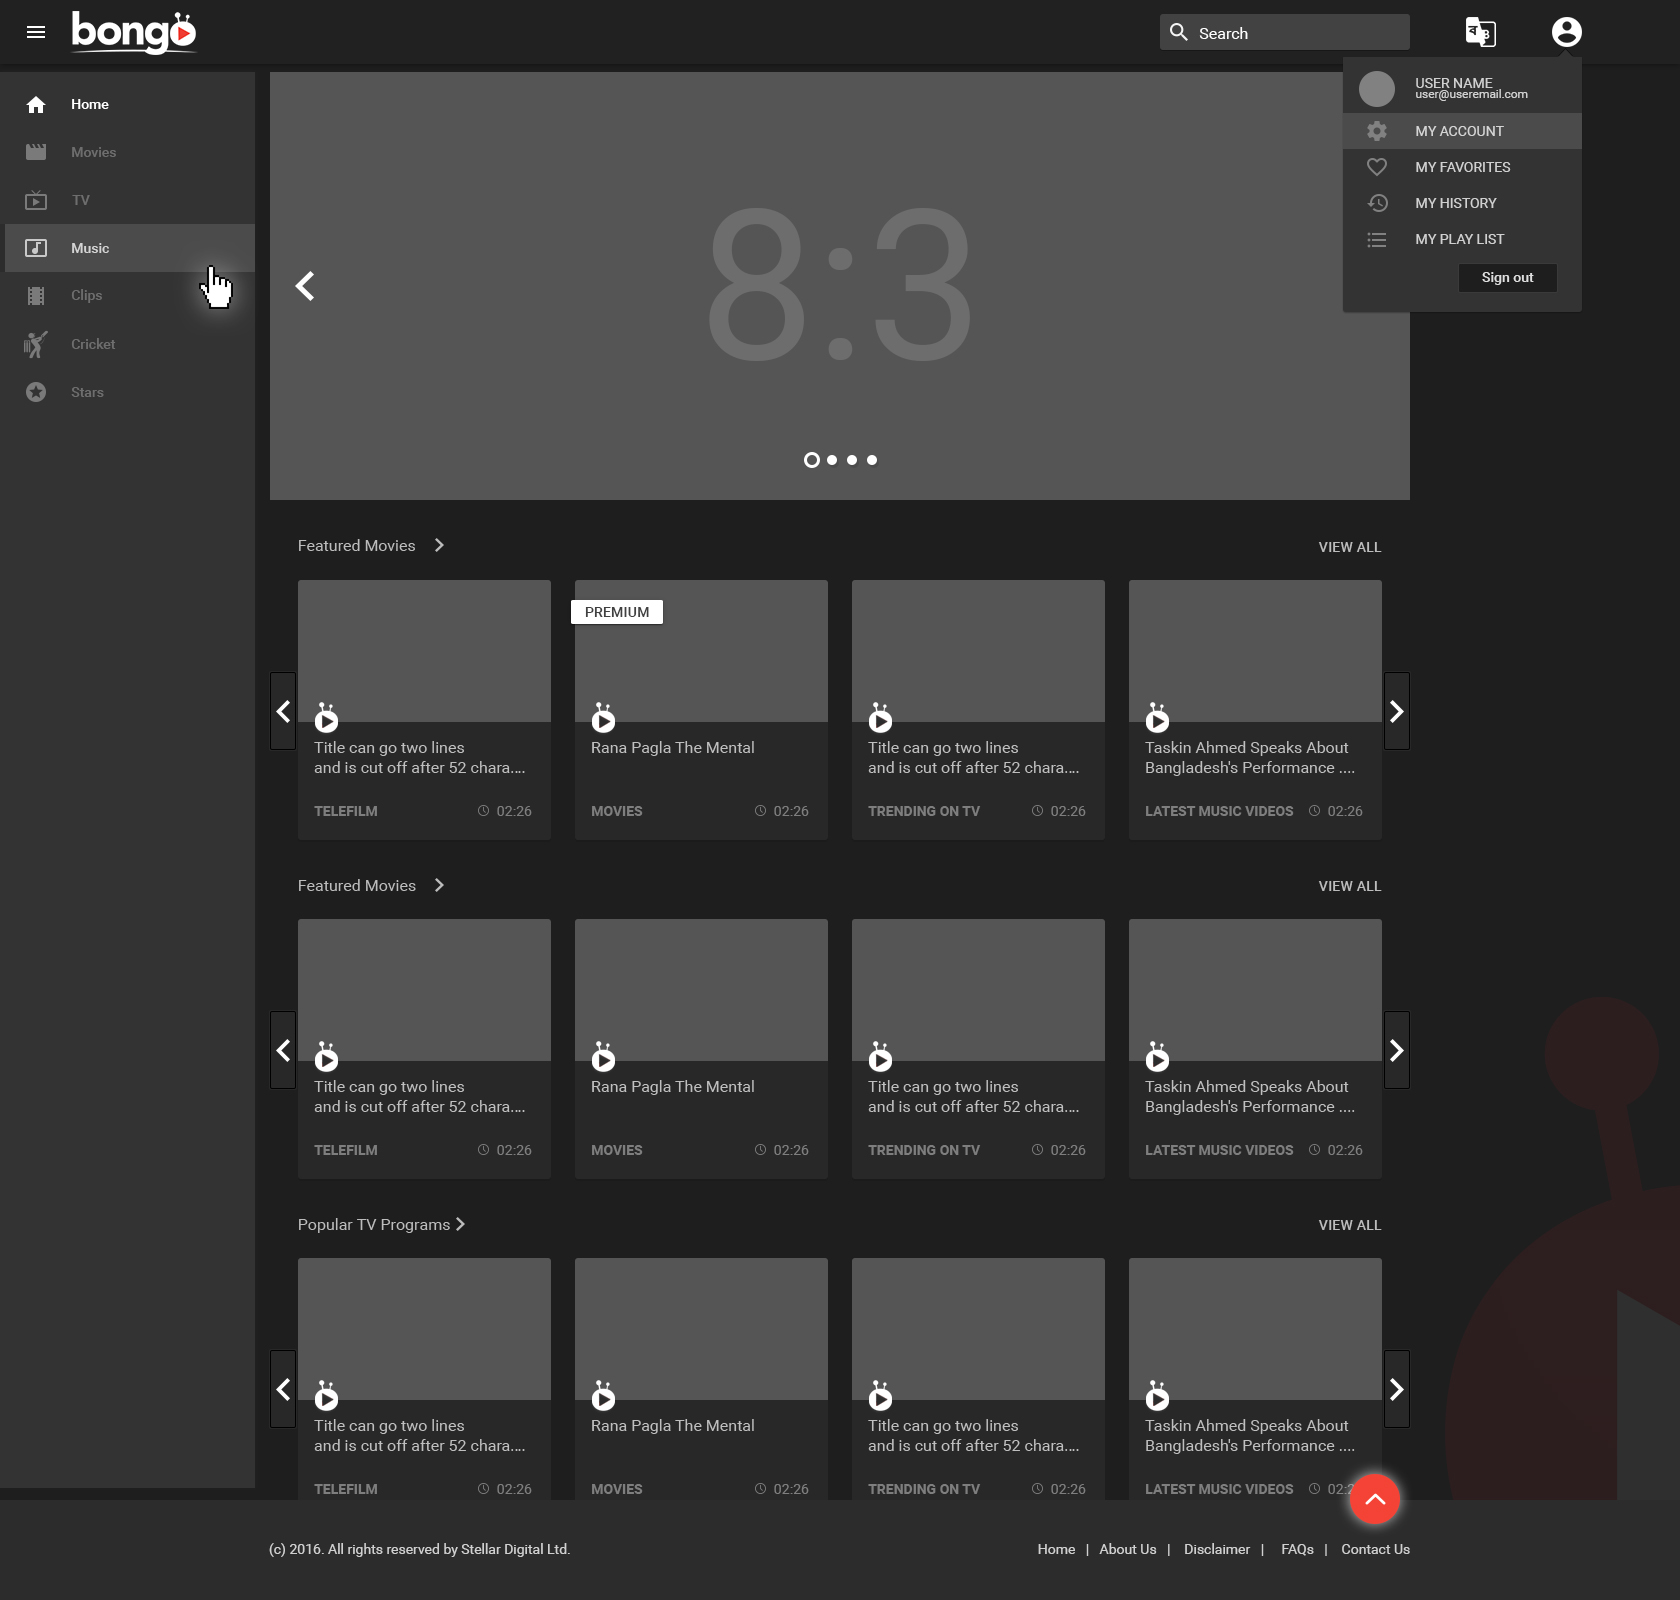 bongo
Search
USER NAME
user@useremail.com
MY ACCOUNT
MY FAVORITES
MY HISTORY
MY PLAY LIST
Sign out
Home
Movies
TV
Music
Clips
Cricket
Stars
8:3
Featured Movies
VIEW ALL
PREMIUM
Title can go two lines
and is cut off after 52 chara....
TELEFILM 02:26
Rana Pagla The Mental
MOVIES 02:26
Title can go two lines
and is cut off after 52 chara....
TRENDING ON TV 02:26
Taskin Ahmed Speaks About
Bangladesh's Performance ....
LATEST MUSIC VIDEOS 02:26
Featured Movies
VIEW ALL
Title can go two lines
and is cut off after 52 chara....
TELEFILM 02:26
Rana Pagla The Mental
MOVIES 02:26
Title can go two lines
and is cut off after 52 chara....
TRENDING ON TV 02:26
Taskin Ahmed Speaks About
Bangladesh's Performance ....
LATEST MUSIC VIDEOS 02:26
Popular TV Programs
VIEW ALL
Title can go two lines
and is cut off after 52 chara....
TELEFILM 02:26
Rana Pagla The Mental
MOVIES 02:26
Title can go two lines
and is cut off after 52 chara....
TRENDING ON TV 02:26
Taskin Ahmed Speaks About
Bangladesh's Performance ....
LATEST MUSIC VIDEOS
(c) 2016. All rights reserved by Stellar Digital Ltd.
Home | About Us | Disclaimer | FAQs | Contact Us